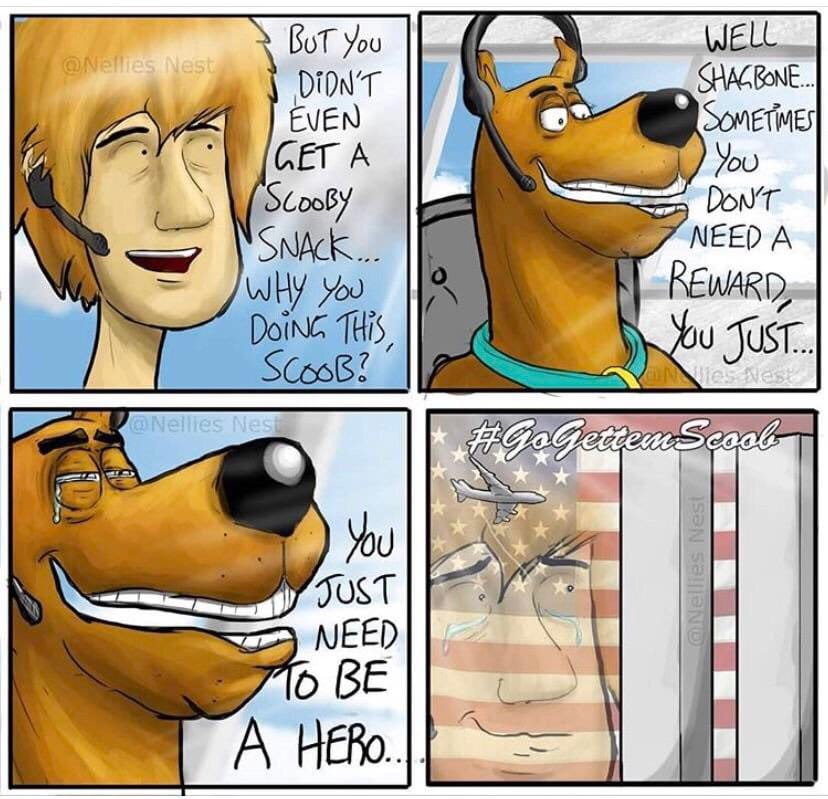 @Nellies Nest
BUT YOU
DIDN'T
EVEN
GET A
SCOOBY
SNACK...
WHY YOU
DOING THIS,
SCOOB?
WELL
SHAGBONE...
SOMETIMES
YOU
DON'T
NEED A
REWARD,
YOU JUST...
@Nellies Nest
@Nellies Nest
YOU
JUST
NEED
TO BE
A HERO....
#GoGettemScoob
@Nellies Nest